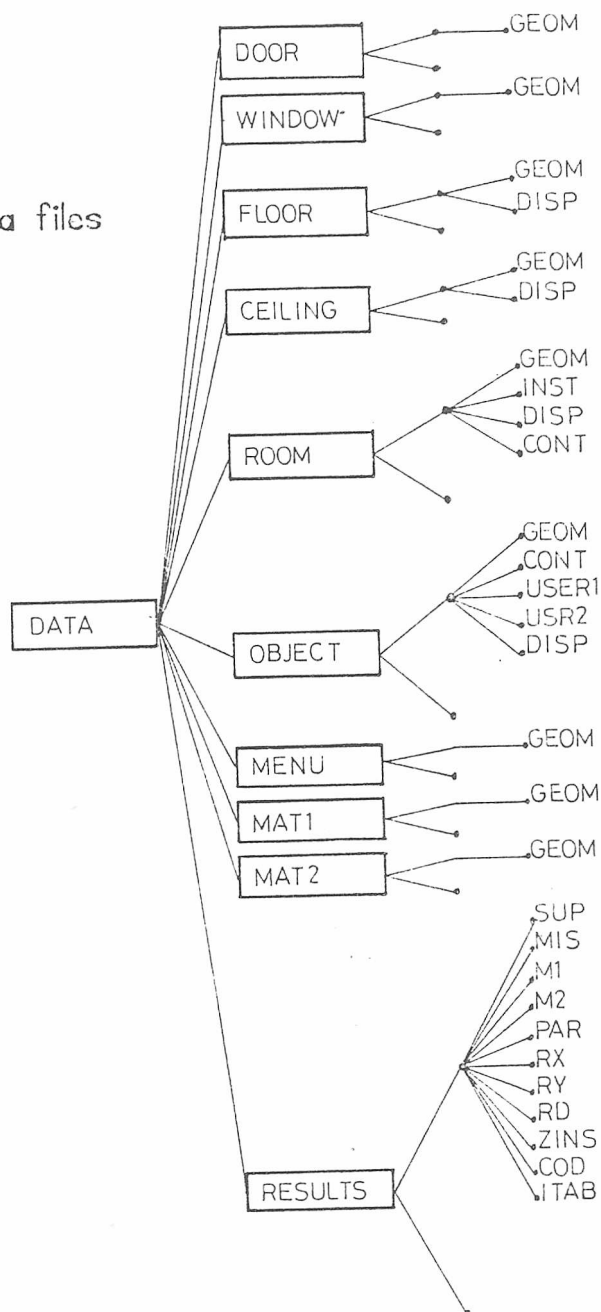 GEOM
DOOR
GEOM
WINDOW
GEOM
DISP
FLOOR
a files
GEOM
DISP
CEILING
GEOM
INST
DISP
CONT
ROOM
GEOM
CONT
USER1
USR2
DISP
OBJECT
DATA
GEOM
MENU
GEOM
MAT1
GEOM
MAT2
SUP
MIS
M1
M2
PAR
RX
RY
RD
ZINS
COD
ITAB
RESULTS